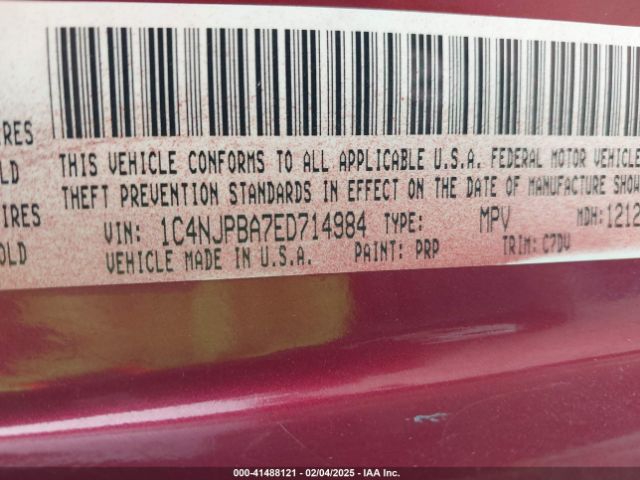 IRES
OLD
IRES
OLD
THIS VEHICLE CONFORMS TO ALL APPLICABLE U.S.A. FEDERAL MOTOR VEHICLE
THEFT PREVENTION STANDARDS IN EFFECT ON THE DATE OF MANUFACTURE SHOW
VIN: 1C4NJPBA7ED714984 TYPE: MPV MDH: 1212
VEHICLE MADE IN U.S.A. PAINT: PRP TRIM: C7DV
000-41488121 - 02/04/2025 - IAA Inc.